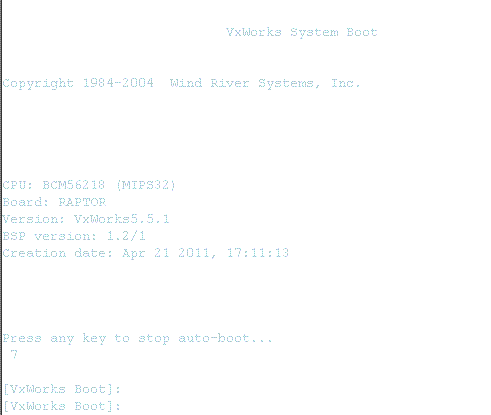 VxWorks System Boot
Copyright 1984-2004  Wind River Systems, Inc.
CPU: BCM56218 (MIPS32)
Board: RAPTOR
Version: VxWorks5.5.1
BSP version: 1.2/1
Creation date: Apr 21 2011, 17:11:13
Press any key to stop auto-boot...
7
[VxWorks Boot]:
[VxWorks Boot]: